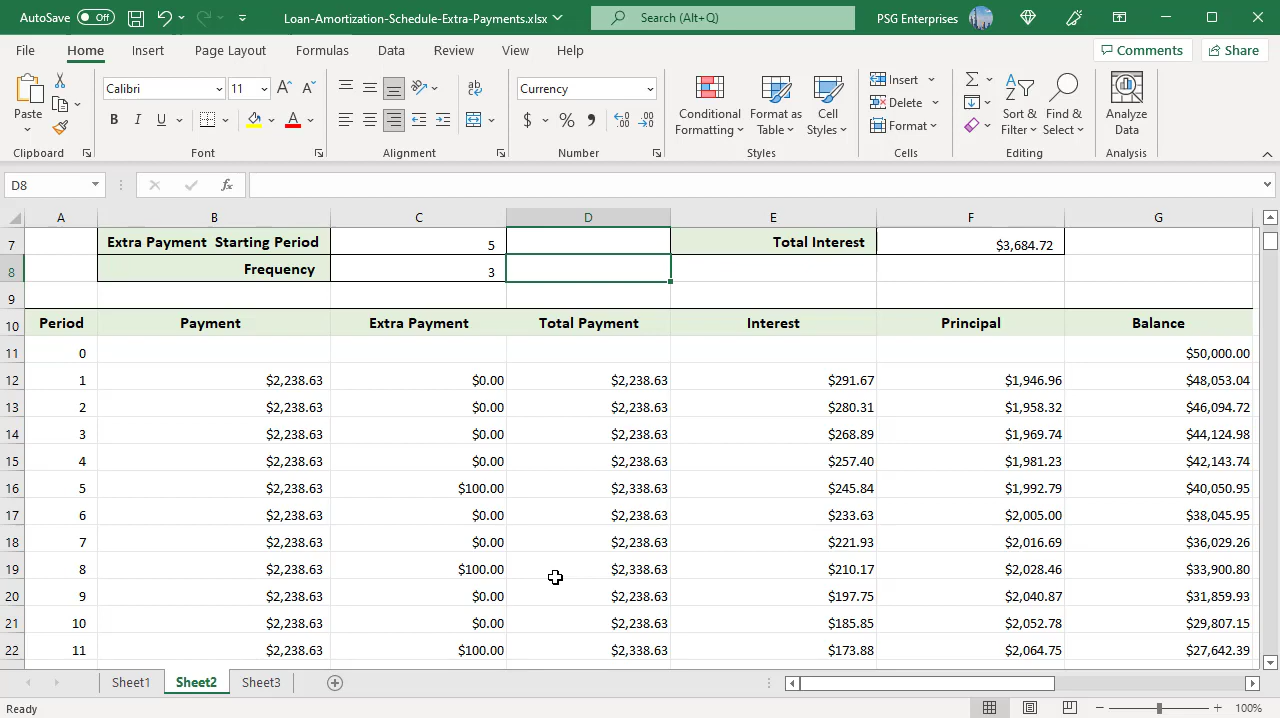 AutoSave Off Loan-Amortization-Schedule-Extra-Payments.xlsx Search (Alt+Q) PSG Enterprises
File Home Insert Page Layout Formulas Data Review View Help Comments Share
Paste Calibri 11 B I U A Currency $ % Conditional Formatting Format as Table Cell Styles Insert Delete Format Sort & Filter Find & Select Analyze Data
Clipboard Font Alignment Number Styles Cells Editing Analysis
D8 fx
A B C D E F G
7 Extra Payment Starting Period 5 Total Interest $3,684.72
8 Frequency 3
9
10 Period Payment Extra Payment Total Payment Interest Principal Balance
11 0 $50,000.00
12 1 $2,238.63 $0.00 $2,238.63 $291.67 $1,946.96 $48,053.04
13 2 $2,238.63 $0.00 $2,238.63 $280.31 $1,958.32 $46,094.72
14 3 $2,238.63 $0.00 $2,238.63 $268.89 $1,969.74 $44,124.98
15 4 $2,238.63 $0.00 $2,238.63 $257.40 $1,981.23 $42,143.74
16 5 $2,238.63 $100.00 $2,338.63 $245.84 $1,992.79 $40,050.95
17 6 $2,238.63 $0.00 $2,238.63 $233.63 $2,005.00 $38,045.95
18 7 $2,238.63 $0.00 $2,238.63 $221.93 $2,016.69 $36,029.26
19 8 $2,238.63 $100.00 $2,338.63 $210.17 $2,028.46 $33,900.80
20 9 $2,238.63 $0.00 $2,238.63 $197.75 $2,040.87 $31,859.93
21 10 $2,238.63 $0.00 $2,238.63 $185.85 $2,052.78 $29,807.15
22 11 $2,238.63 $100.00 $2,338.63 $173.88 $2,064.75 $27,642.39
Sheet1 Sheet2 Sheet3
Ready 100%